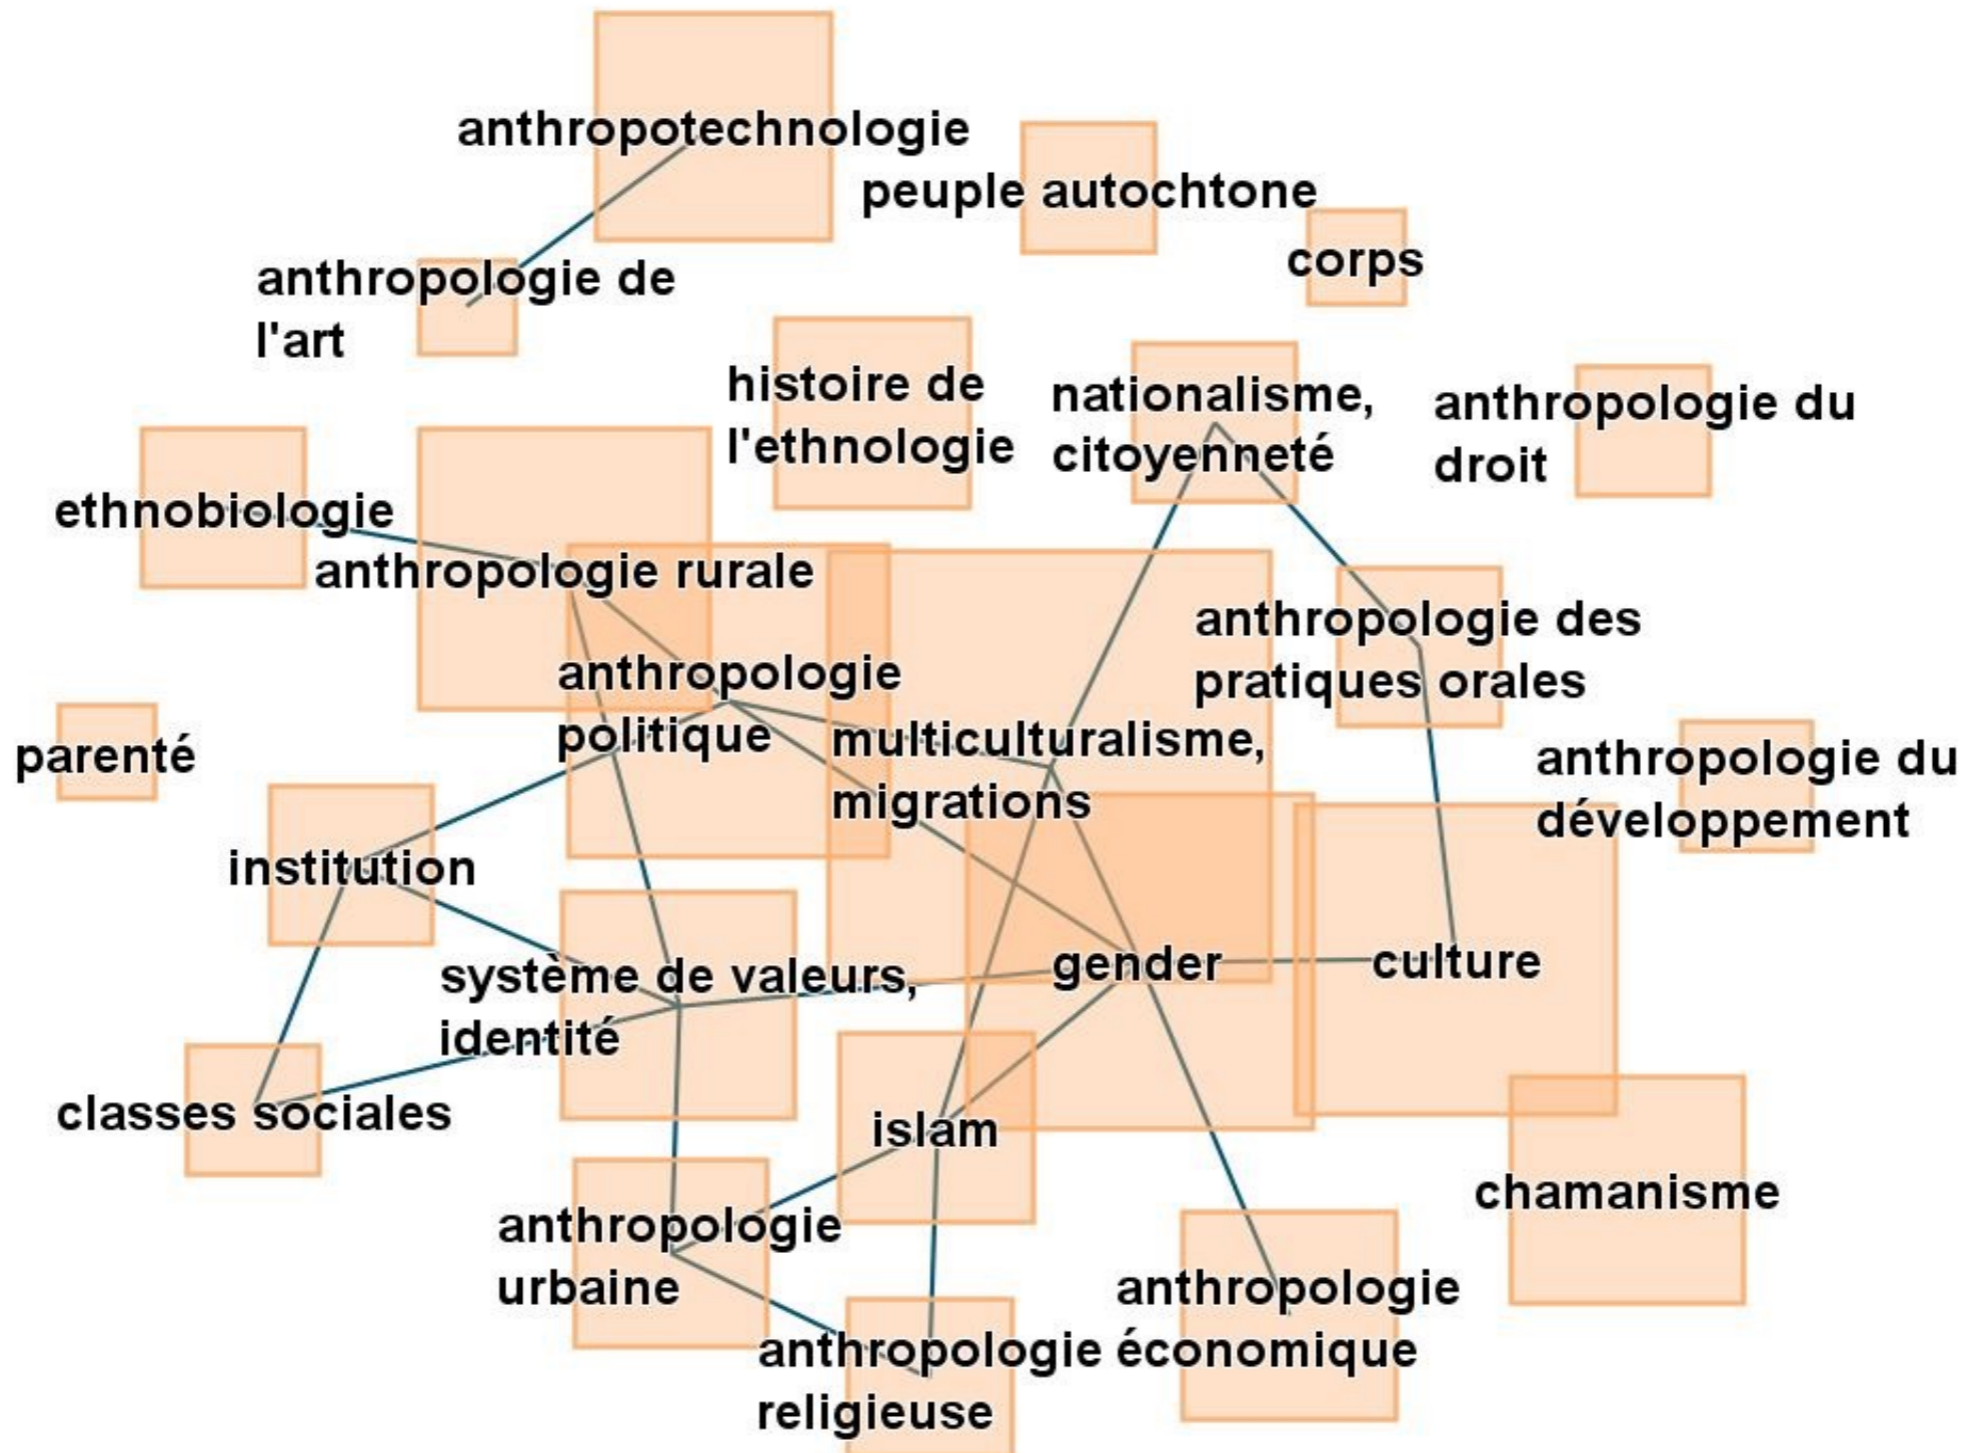 anthropotechnologie
peuple autochtone
corps
anthropologie de
l'art
histoire de
l'ethnologie
nationalisme,
citoyenneté
anthropologie du
droit
ethnobiologie
anthropologie rurale
anthropologie des
pratiques orales
anthropologie
politique
multiculturalisme,
migrations
parenté
anthropologie du
développement
institution
système de valeurs,
identité
gender
culture
classes sociales
islam
chamanisme
anthropologie
urbaine
anthropologie
économique
anthropologie
religieuse